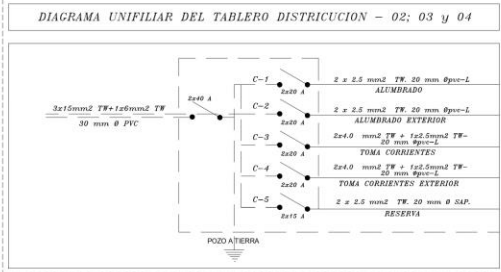 DIAGRAMA UNIFILIAR DEL TABLERO DISTRICUCION - 02; 03 y 04
C-1
2 x 2.5 mm2 TW. 20 mm Øpvc-L
2x20 A
ALUMBRADO
3x15mm2 TW+1x6mm2 TW
2x40 A
30 mm Ø PVC
C-2
2 x 2.5 mm2 TW. 20 mm Øpvc-L
2x20 A
ALUMBRADO EXTERIOR
C-3
2x4.0 mm2 TW + 1x2.5mm2 TW-
20 mm Øpvc-L
2x20 A
TOMA CORRIENTES
C-4
2x4.0 mm2 TW + 1x2.5mm2 TW-
20 mm Øpvc-L
2x20 A
TOMA CORRIENTES EXTERIOR
C-5
2 x 2.5 mm2 TW. 20 mm Ø SAP.
2x15 A
RESERVA
POZO A TIERRA